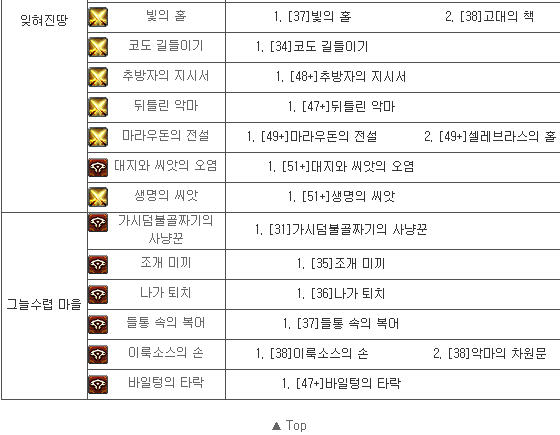 잊혀진땅
빛의 홀 1. [37]빛의 홀 2. [38]고대의 책
코도 길들이기 1. [34]코도 길들이기
추방자의 지시서 1. [48+]추방자의 지시서
뒤틀린 악마 1. [47+]뒤틀린 악마
마라우돈의 전설 1. [49+]마라우돈의 전설 2. [49+]셀레브라스의 홀
대지와 씨앗의 오염 1. [51+]대지와 씨앗의 오염
생명의 씨앗 1. [51+]생명의 씨앗
그늘수렵 마을
가시덤불골짜기의
사냥꾼 1. [31]가시덤불골짜기의 사냥꾼
조개 미끼 1. [35]조개 미끼
나가 퇴치 1. [36]나가 퇴치
들통 속의 복어 1. [37]들통 속의 복어
이룩소스의 손 1. [38]이룩소스의 손 2. [38]악마의 차원문
바일텅의 타락 1. [47+]바일텅의 타락
▲ Top